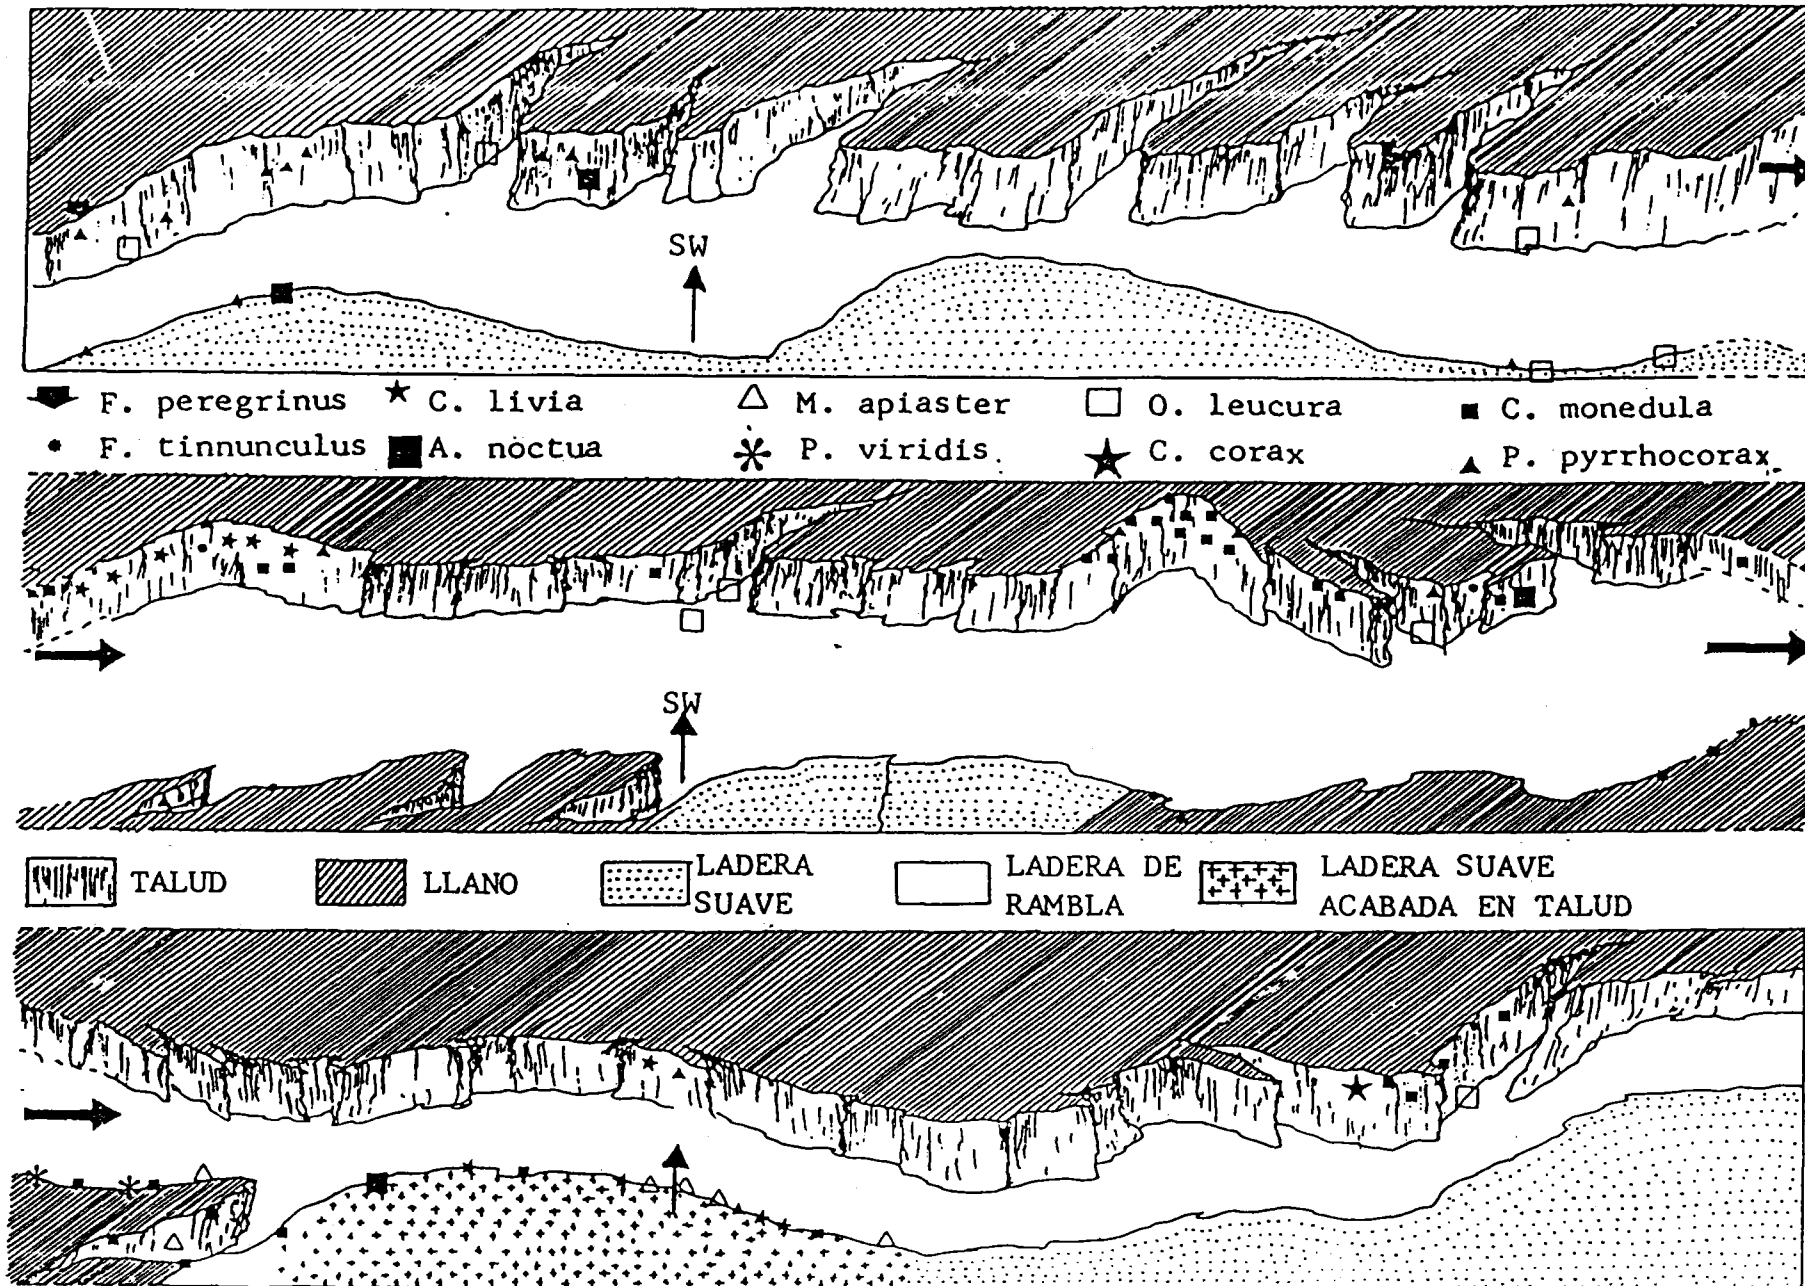 SW
F. peregrinus C. livia M. apiaster O. leucura C. monedula
F. tinnunculus A. noctua P. viridis. C. corax P. pyrrhocorax.
SW
TALUD LLANO LADERA SUAVE LADERA DE RAMBLA LADERA SUAVE ACABADA EN TALUD